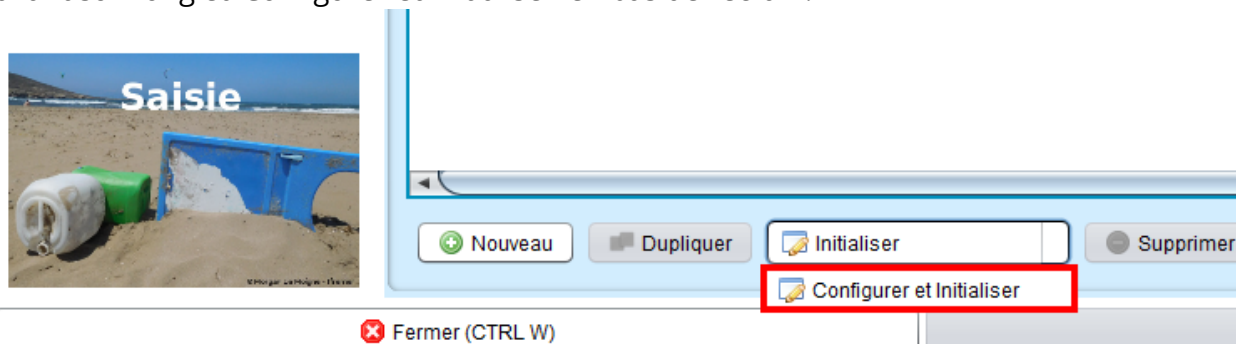 Saisie
Nouveau
Dupliquer
Initialiser
Supprimer
Configurer et Initialiser
Fermer (CTRL W)